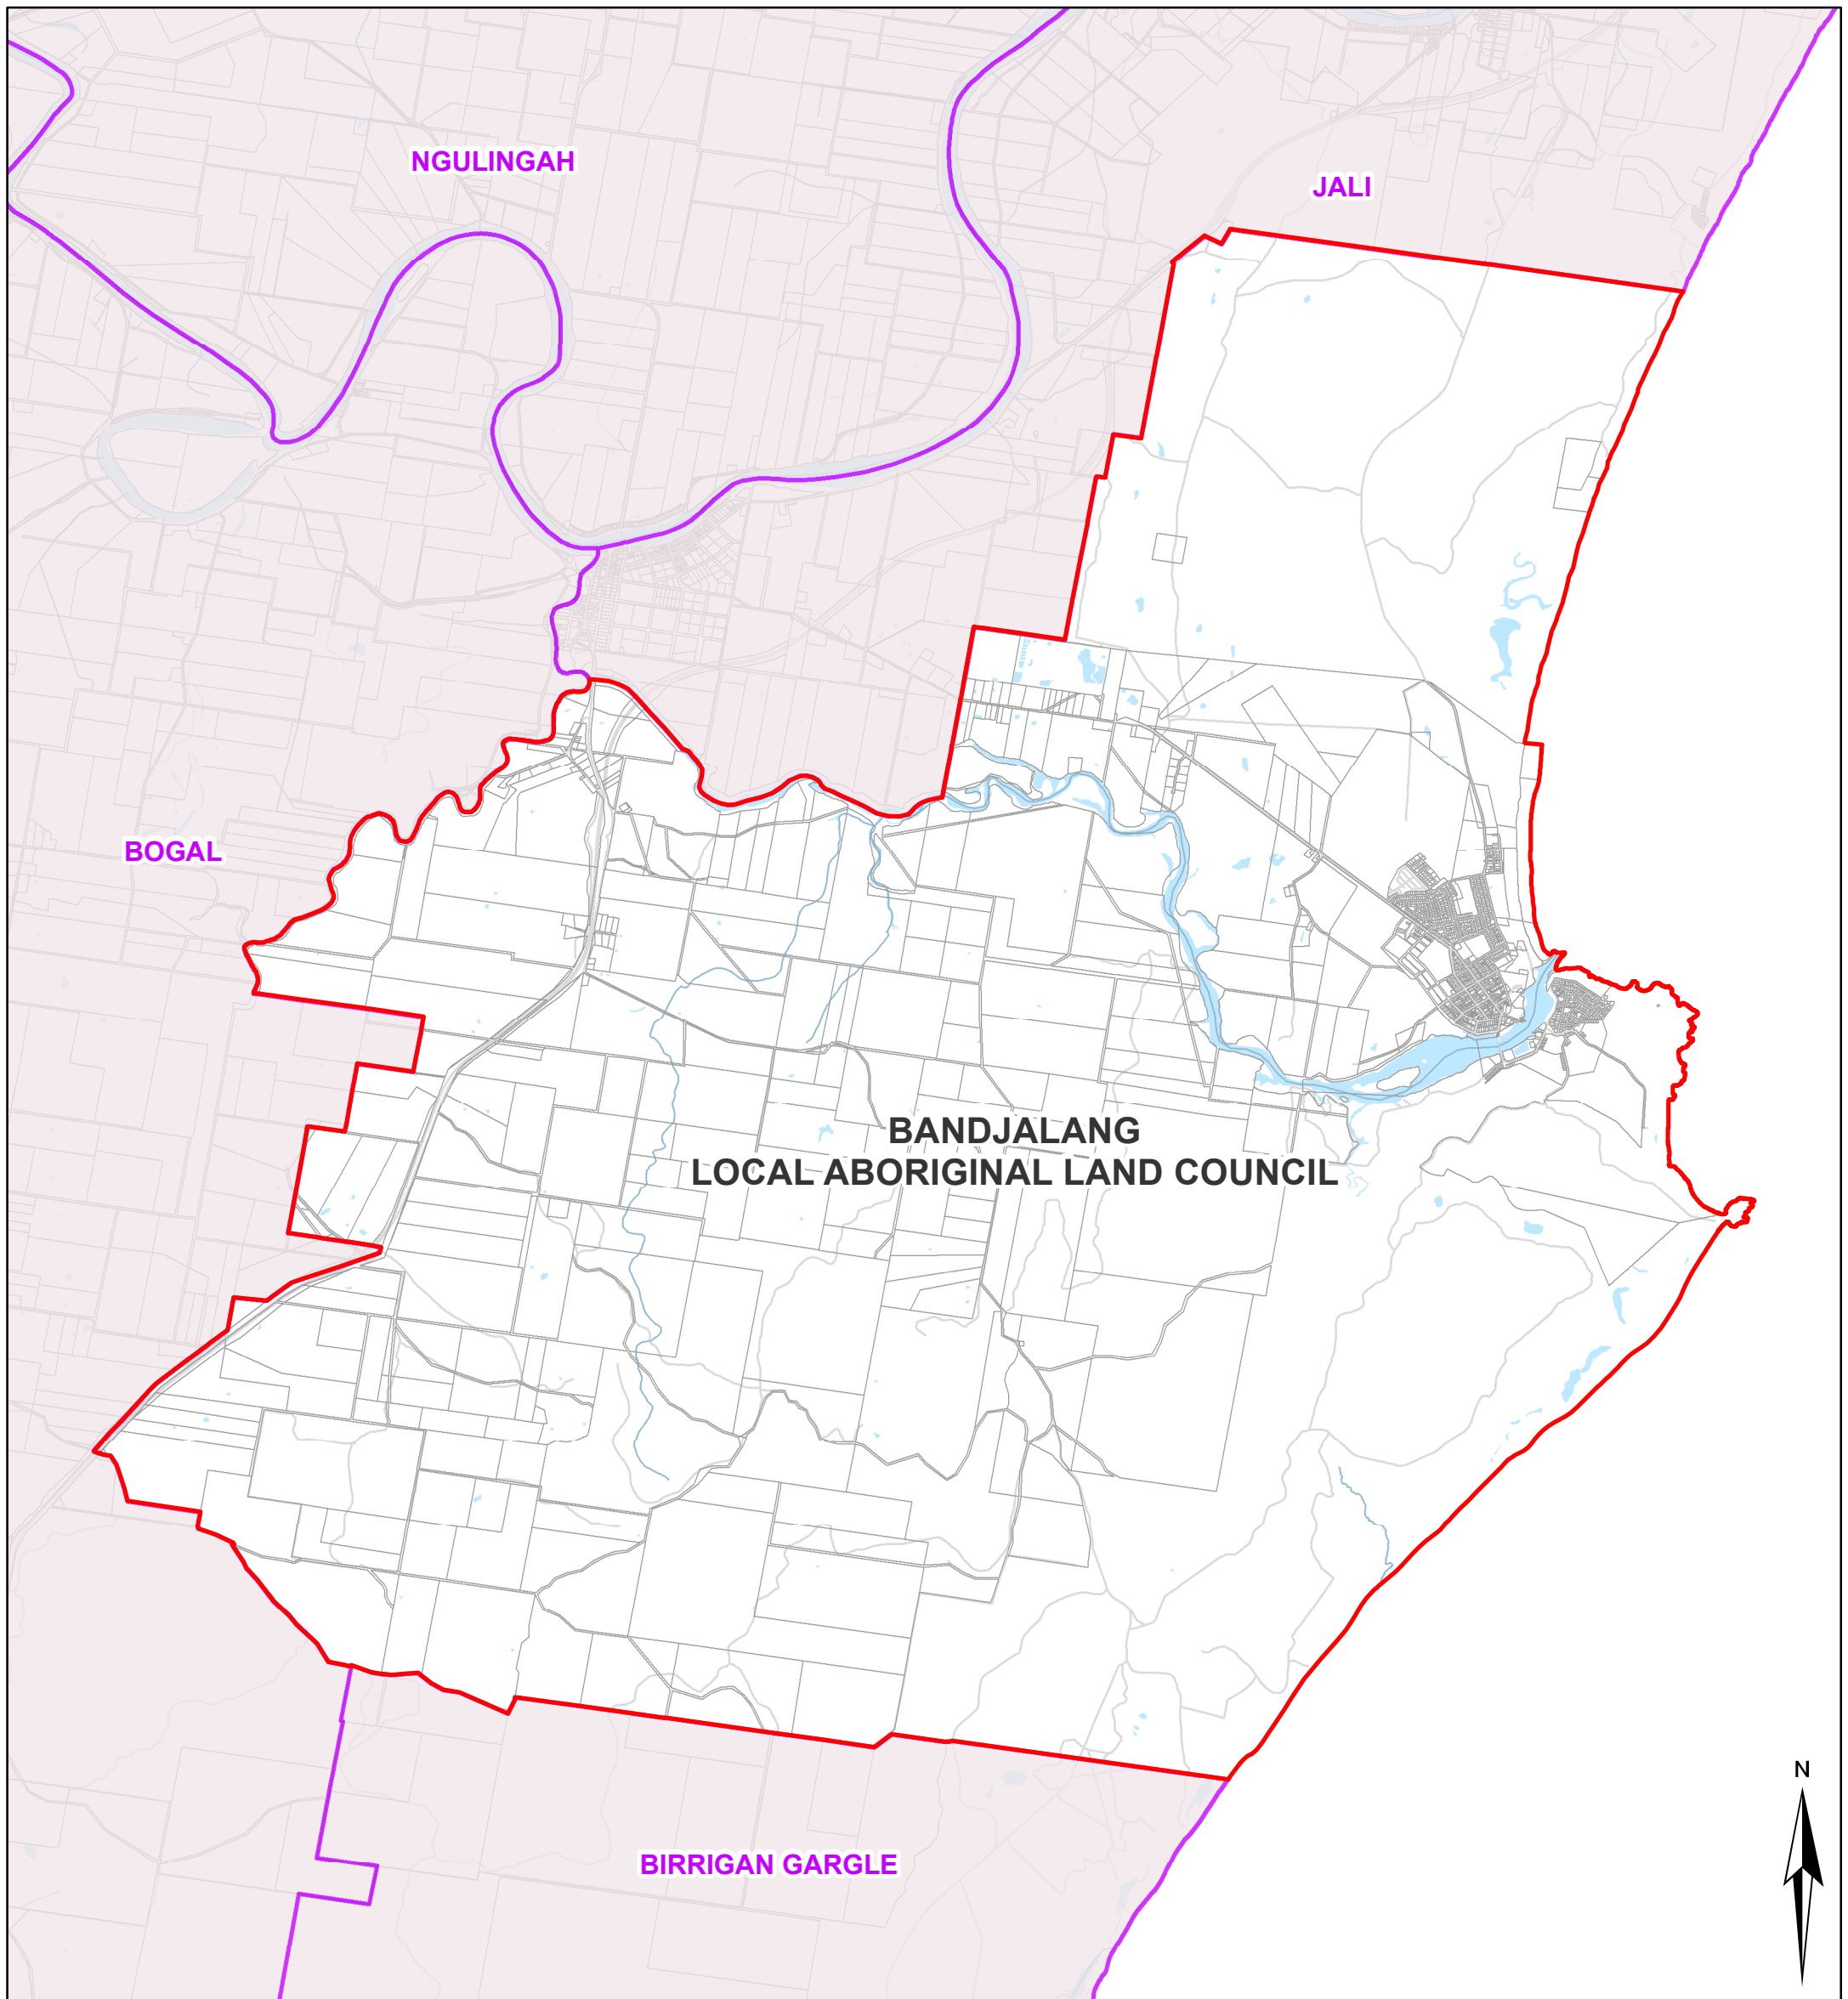 NGULINGAH
JALI
BOGAL
BANDJALANG
LOCAL ABORIGINAL LAND COUNCIL
N
BIRRIGAN GARGLE